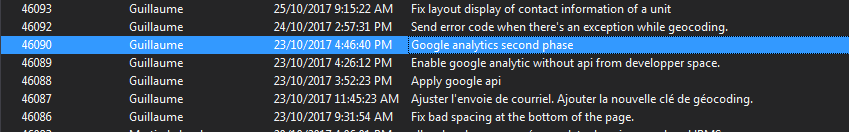 46093 Guillaume 25/10/2017 9:15:22 AM Fix layout display of contact information of a unit
46092 Guillaume 24/10/2017 2:57:31 PM Send error code when there's an exception while geocoding.
46090 Guillaume 23/10/2017 4:46:40 PM Google analytics second phase
46089 Guillaume 23/10/2017 4:26:12 PM Enable google analytic without api from developper space.
46088 Guillaume 23/10/2017 3:52:23 PM Apply google api
46087 Guillaume 23/10/2017 11:45:23 AM Ajuster l'envoie de courriel. Ajouter la nouvelle clé de géocoding.
46086 Guillaume 23/10/2017 9:31:54 AM Fix bad spacing at the bottom of the page.